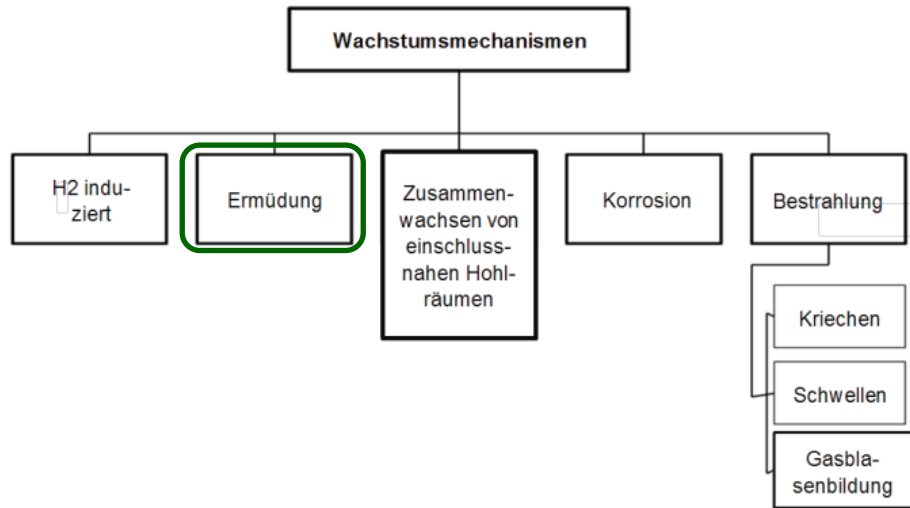 Wachstumsmechanismen
H2 indu-
ziert
Ermüdung
Zusammen-
wachsen von
einschluss-
nahen Hohl-
räumen
Korrosion
Bestrahlung
Kriechen
Schwellen
Gasbla-
senbildung